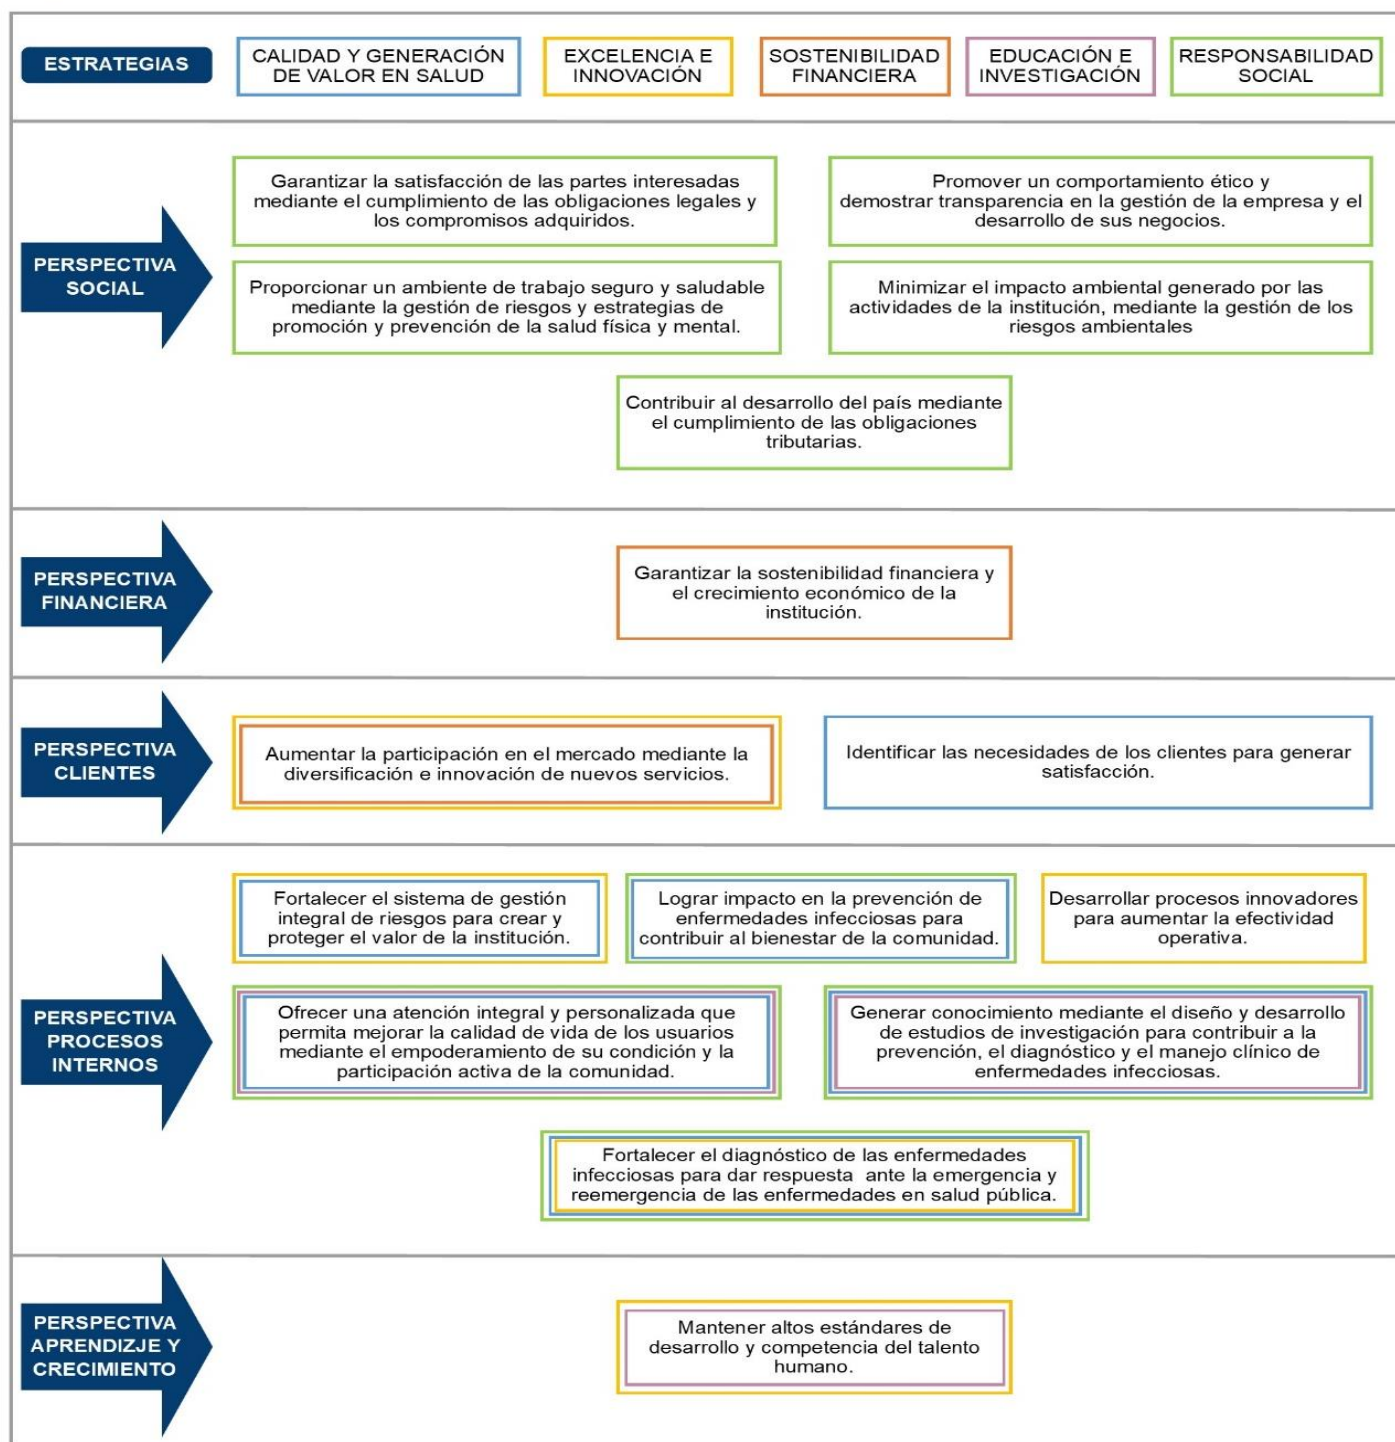 ESTRATEGIAS
CALIDAD Y GENERACIÓN
DE VALOR EN SALUD
EXCELENCIA E
INNOVACIÓN
SOSTENIBILIDAD
FINANCIERA
EDUCACIÓN E
INVESTIGACIÓN
RESPONSABILIDAD
SOCIAL
PERSPECTIVA
SOCIAL
Garantizar la satisfacción de las partes interesadas
mediante el cumplimiento de las obligaciones legales y
los compromisos adquiridos.
Promover un comportamiento ético y
demostrar transparencia en la gestión de la empresa y el
desarrollo de sus negocios.
Proporcionar un ambiente de trabajo seguro y saludable
mediante la gestión de riesgos y estrategias de
promoción y prevención de la salud física y mental.
Minimizar el impacto ambiental generado por las
actividades de la institución, mediante la gestión de los
riesgos ambientales
Contribuir al desarrollo del país mediante
el cumplimiento de las obligaciones
tributarias.
PERSPECTIVA
FINANCIERA
Garantizar la sostenibilidad financiera y
el crecimiento económico de la
institución.
PERSPECTIVA
CLIENTES
Aumentar la participación en el mercado mediante la
diversificación e innovación de nuevos servicios.
Identificar las necesidades de los clientes para generar
satisfacción.
PERSPECTIVA
PROCESOS
INTERNOS
Fortalecer el sistema de gestión
integral de riesgos para crear y
proteger el valor de la institución.
Lograr impacto en la prevención de
enfermedades infecciosas para
contribuir al bienestar de la comunidad.
Desarrollar procesos innovadores
para aumentar la efectividad
operativa.
Ofrecer una atención integral y personalizada que
permita mejorar la calidad de vida de los usuarios
mediante el empoderamiento de su condición y la
participación activa de la comunidad.
Generar conocimiento mediante el diseño y desarrollo
de estudios de investigación para contribuir a la
prevención, el diagnóstico y el manejo clínico de
enfermedades infecciosas.
Fortalecer el diagnóstico de las enfermedades
infecciosas para dar respuesta ante la emergencia y
reemergencia de las enfermedades en salud pública.
PERSPECTIVA
APRENDIZJE Y
CRECIMIENTO
Mantener altos estándares de
desarrollo y competencia del talento
humano.